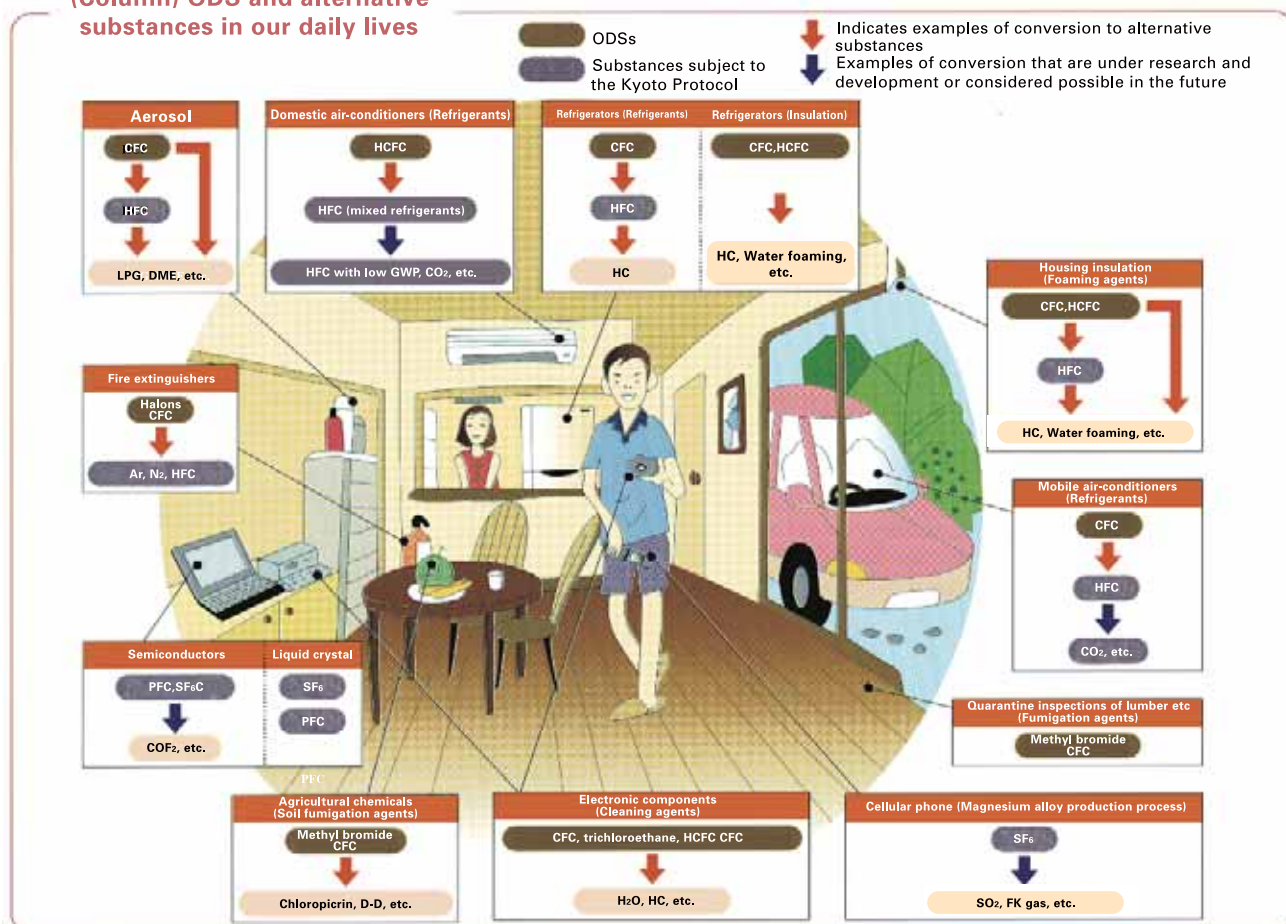 (Column) ODS and alternative
substances in our daily lives
ODSs
Substances subject to
the Kyoto Protocol
Indicates examples of conversion to alternative
substances
Examples of conversion that are under research and
development or considered possible in the future
Aerosol
CFC
HFC
LPG, DME, etc.
Domestic air-conditioners (Refrigerants)
HCFC
HFC (mixed refrigerants)
HFC with low GWP, CO2, etc.
Refrigerators (Refrigerants)
CFC
HFC
HC
Refrigerators (Insulation)
CFC,HCFC
HC, Water foaming,
etc.
Housing insulation
(Foaming agents)
CFC,HCFC
HFC
HC, Water foaming, etc.
Fire extinguishers
Halons
CFC
Ar, N2, HFC
Mobile air-conditioners
(Refrigerants)
CFC
HFC
CO2, etc.
Semiconductors
PFC,SF6C
COF2, etc.
Liquid crystal
SF6
PFC
PFC
Quarantine inspections of lumber etc
(Fumigation agents)
Methyl bromide
CFC
Agricultural chemicals
(Soil fumigation agents)
Methyl bromide
CFC
Chloropicrin, D-D, etc.
Electronic components
(Cleaning agents)
CFC, trichloroethane, HCFC CFC
H2O, HC, etc.
Cellular phone (Magnesium alloy production process)
SF6
SO2, FK gas, etc.